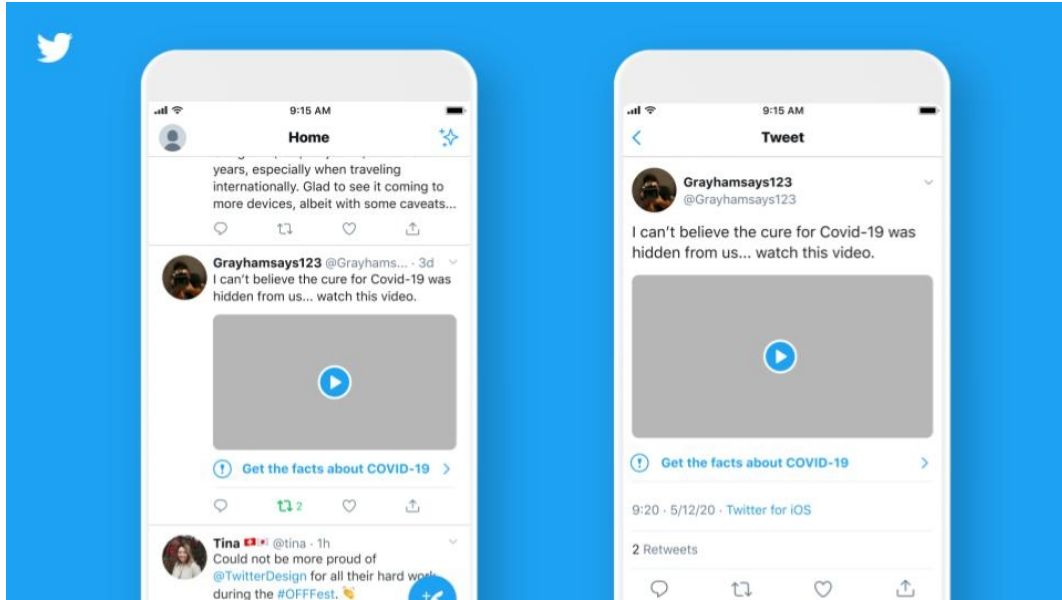 9:15 AM
Home
years, especially when traveling
internationally. Glad to see it coming to
more devices, albeit with some caveats...
Grayhamsays123 @Grayhams... · 3d
I can't believe the cure for Covid-19 was
hidden from us... watch this video.
Get the facts about COVID-19
2
Tina @tina · 1h
Could not be more proud of
@TwitterDesign for all their hard work
during the #OFFFest. 👏
9:15 AM
Tweet
Grayhamsays123
@Grayhamsays123
I can't believe the cure for Covid-19 was
hidden from us... watch this video.
Get the facts about COVID-19
9:20 · 5/12/20 · Twitter for iOS
2 Retweets